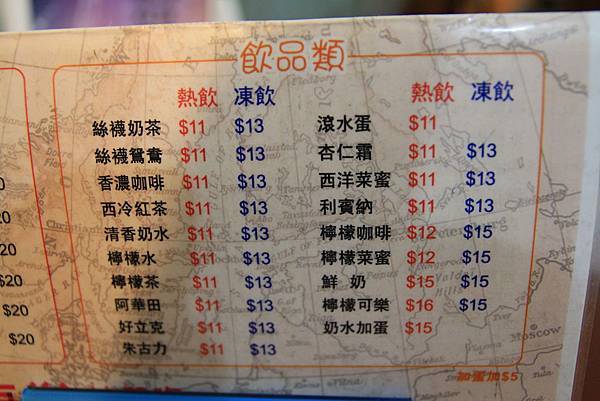 飲品類
熱飲 凍飲
絲襪奶茶 $11 $13
絲襪鴛鴦 $11 $13
香濃咖啡 $11 $13
西冷紅茶 $11 $13
清香奶水 $11 $13
檸檬水 $11 $13
檸檬茶 $11 $13
阿華田 $11 $13
好立克 $11 $13
朱古力 $11 $13
熱飲 凍飲
滾水蛋 $11
杏仁霜 $11 $13
西洋菜蜜 $11 $13
利賓納 $11 $13
檸檬咖啡 $12 $15
檸檬菜蜜 $12 $15
鮮奶 $15 $15
檸檬可樂 $16 $15
奶水加蛋 $15
加蛋加$5
$20
$20
Moscow